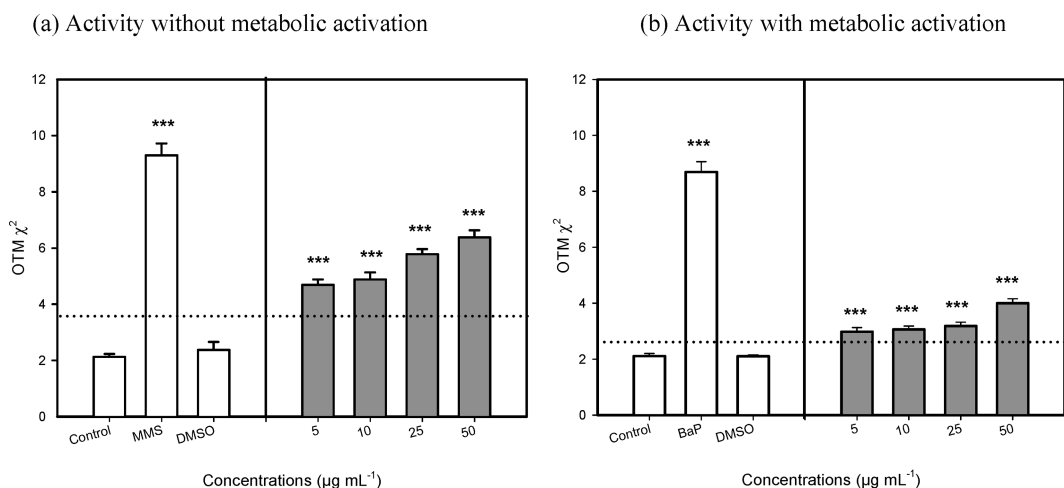 (a) Activity without metabolic activation
12
10
8
6
4
2
0
OTM χ²
***
***
***
***
***
Control
MMS
DMSO
5
10
25
50
Concentrations (µg mL⁻¹)
(b) Activity with metabolic activation
12
10
8
6
4
2
0
OTM χ²
***
***
***
***
***
Control
BaP
DMSO
5
10
25
50
Concentrations (µg mL⁻¹)